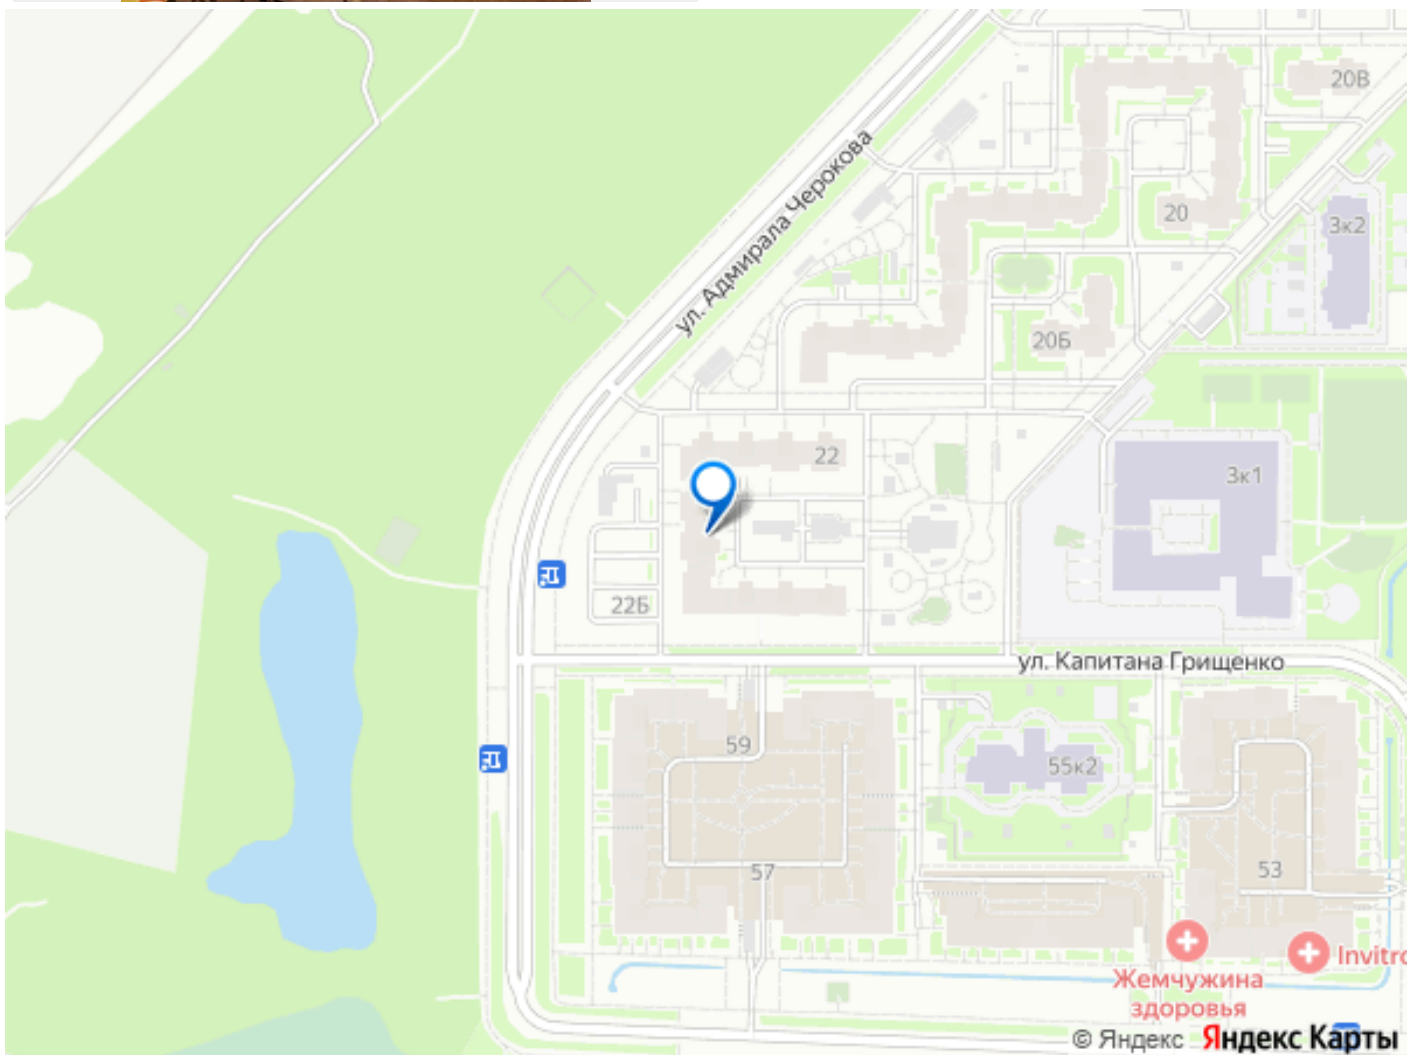 20В
ул. Адмирала Черокова
20
3к2
20Б
22
3к1
22Б
ул. Капитана Грищенко
59
55к2
57
53
Invitro
Жемчужина
здоровья
© Яндекс Яндекс Карты